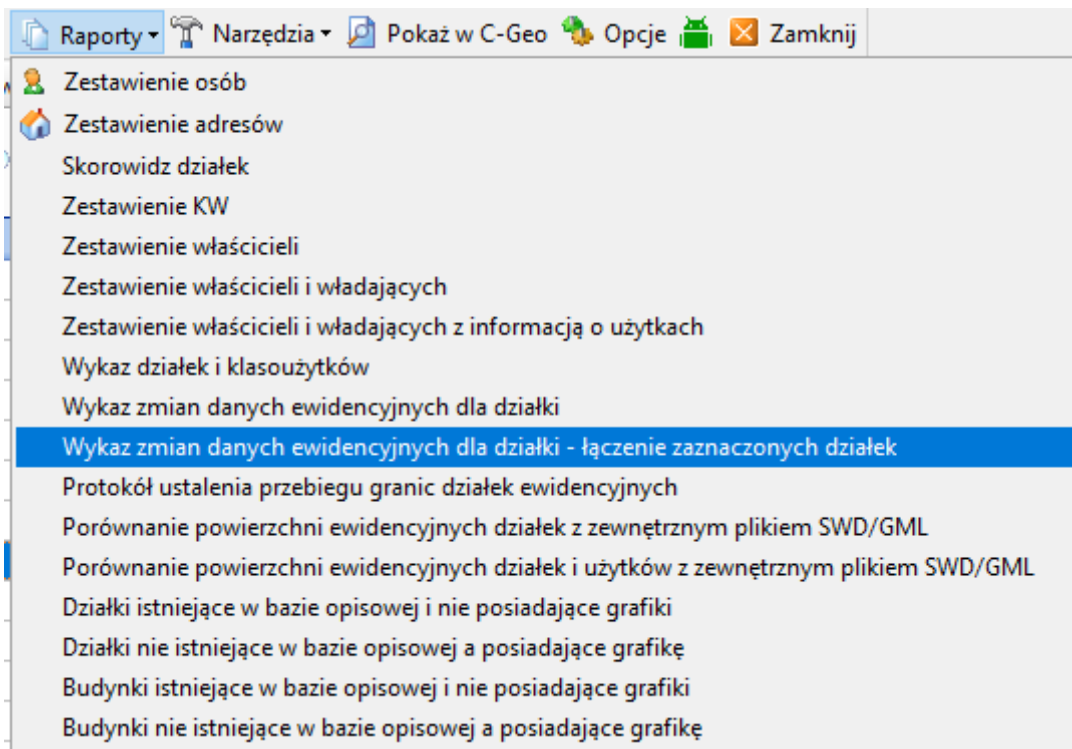 Raporty Narzędzia Pokaż w C-Geo Opcje Zamknij
Zestawienie osób
Zestawienie adresów
Skorowidz działek
Zestawienie KW
Zestawienie właścicieli
Zestawienie właścicieli i władających
Zestawienie właścicieli i władających z informacją o użytkach
Wykaz działek i klasoużytków
Wykaz zmian danych ewidencyjnych dla działki
Wykaz zmian danych ewidencyjnych dla działki - łączenie zaznaczonych działek
Protokół ustalenia przebiegu granic działek ewidencyjnych
Porównanie powierzchni ewidencyjnych działek z zewnętrznym plikiem SWD/GML
Porównanie powierzchni ewidencyjnych działek i użytków z zewnętrznym plikiem SWD/GML
Działki istniejące w bazie opisowej i nie posiadające grafiki
Działki nie istniejące w bazie opisowej a posiadające grafikę
Budynki istniejące w bazie opisowej i nie posiadające grafiki
Budynki nie istniejące w bazie opisowej a posiadające grafikę